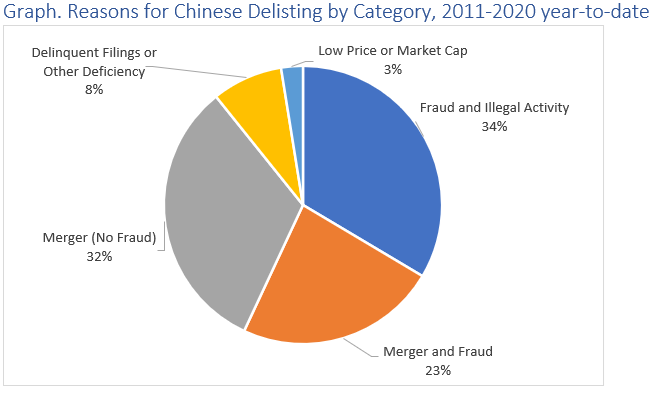 Graph. Reasons for Chinese Delisting by Category, 2011-2020 year-to-date
Low Price or Market Cap
3%
Delinquent Filings or
Other Deficiency
8%
Fraud and Illegal Activity
34%
Merger (No Fraud)
32%
Merger and Fraud
23%